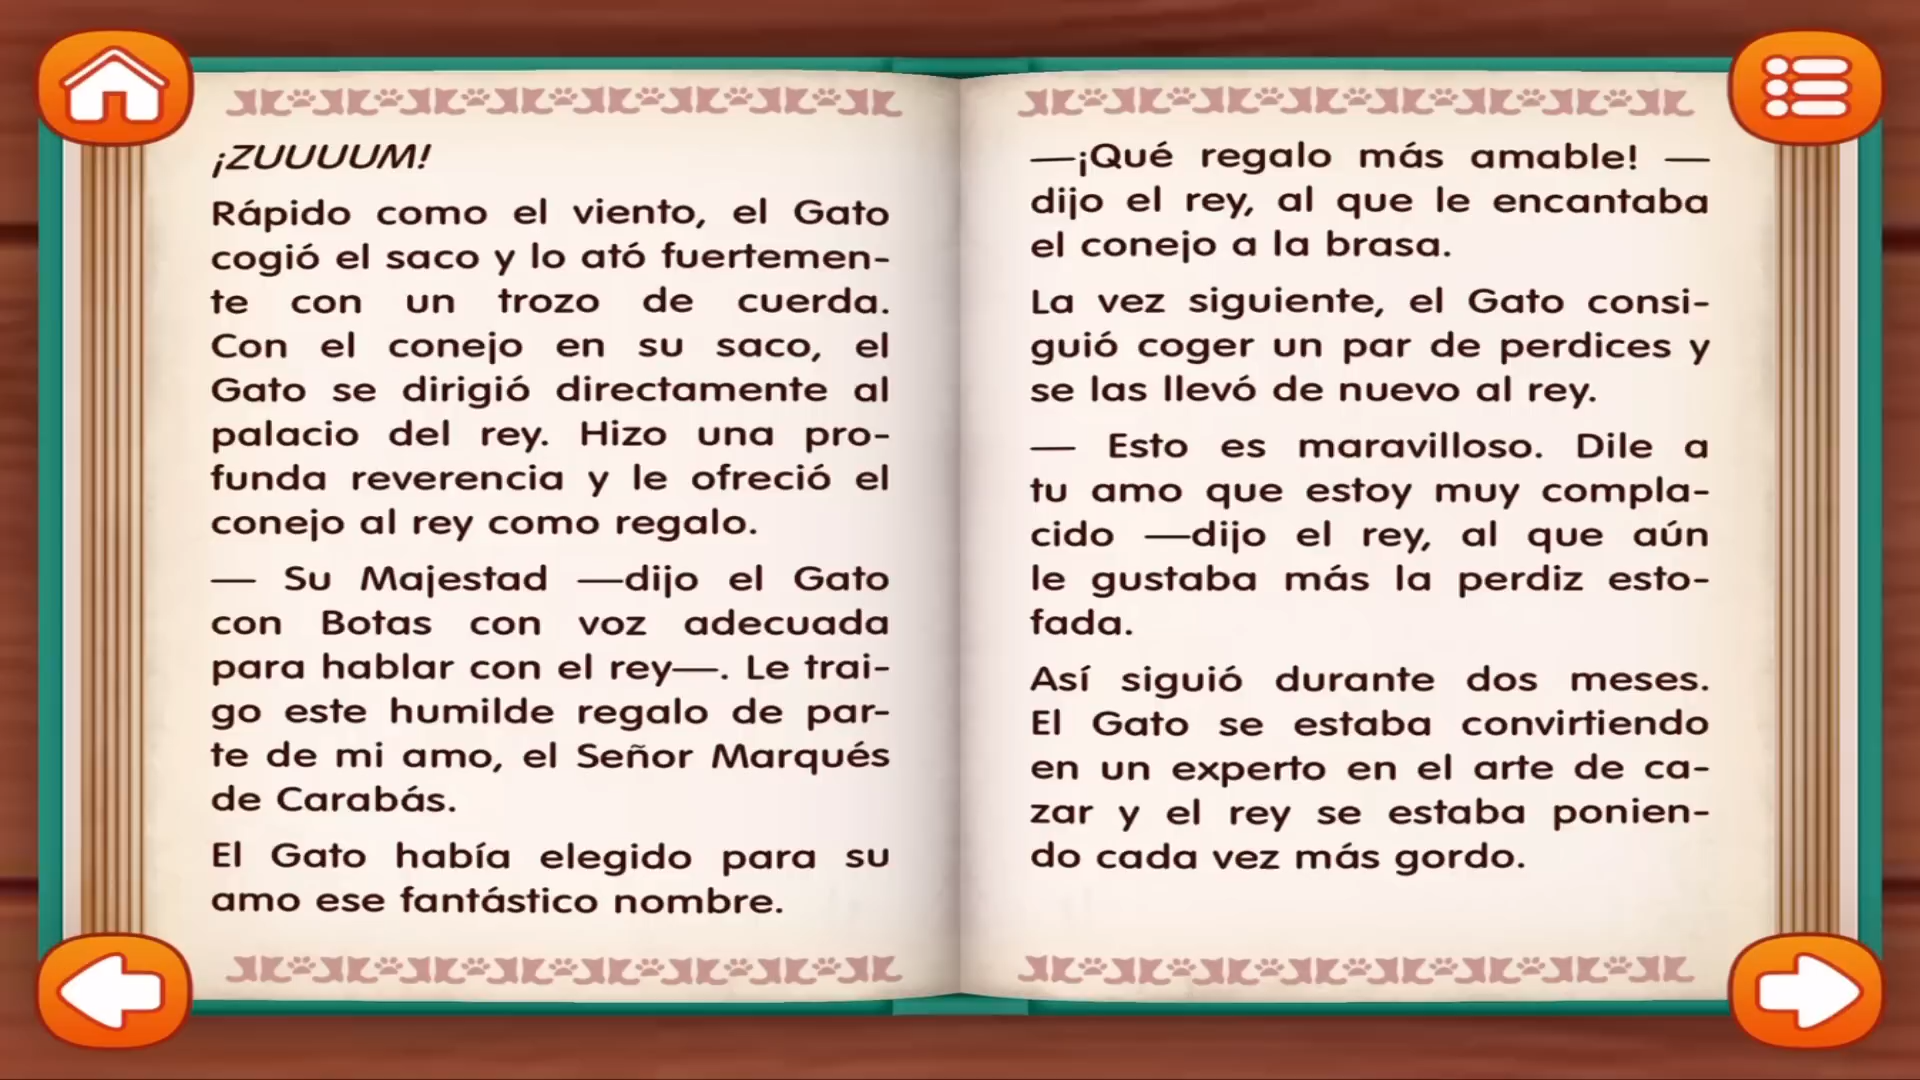 ¡ZUUUUM!
Rápido como el viento, el Gato
cogió el saco y lo ató fuertemen-
te con un trozo de cuerda.
Con el conejo en su saco, el
Gato se dirigió directamente al
palacio del rey. Hizo una pro-
funda reverencia y le ofreció el
conejo al rey como regalo.
— Su Majestad —dijo el Gato
con Botas con voz adecuada
para hablar con el rey—. Le trai-
go este humilde regalo de par-
te de mi amo, el Señor Marqués
de Carabás.
El Gato había elegido para su
amo ese fantástico nombre.
—¡Qué regalo más amable! —
dijo el rey, al que le encantaba
el conejo a la brasa.
La vez siguiente, el Gato consi-
guió coger un par de perdices y
se las llevó de nuevo al rey.
— Esto es maravilloso. Dile a
tu amo que estoy muy compla-
cido —dijo el rey, al que aún
le gustaba más la perdiz esto-
fada.
Así siguió durante dos meses.
El Gato se estaba convirtiendo
en un experto en el arte de ca-
zar y el rey se estaba ponien-
do cada vez más gordo.